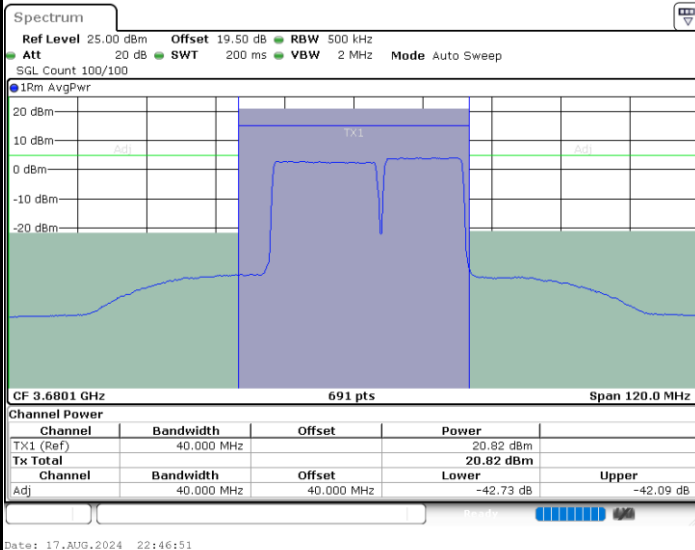 Spectrum
Ref Level 25.00 dBm Offset 19.50 dB RBW 500 kHz
Att 20 dB SWT 200 ms VBW 2 MHz Mode Auto Sweep
SGL Count 100/100
1Rm AvgPwr
20 dBm
TX1
10 dBm
Adj Adj
0 dBm
-10 dBm
-20 dBm
CF 3.6801 GHz 691 pts Span 120.0 MHz
Channel Power
Channel Bandwidth Offset Power
TX1 (Ref) 40.000 MHz 20.82 dBm
Tx Total 20.82 dBm
Channel Bandwidth Offset Lower Upper
Adj 40.000 MHz 40.000 MHz -42.73 dB -42.09 dB
Ready
Date: 17.AUG.2024 22:46:51